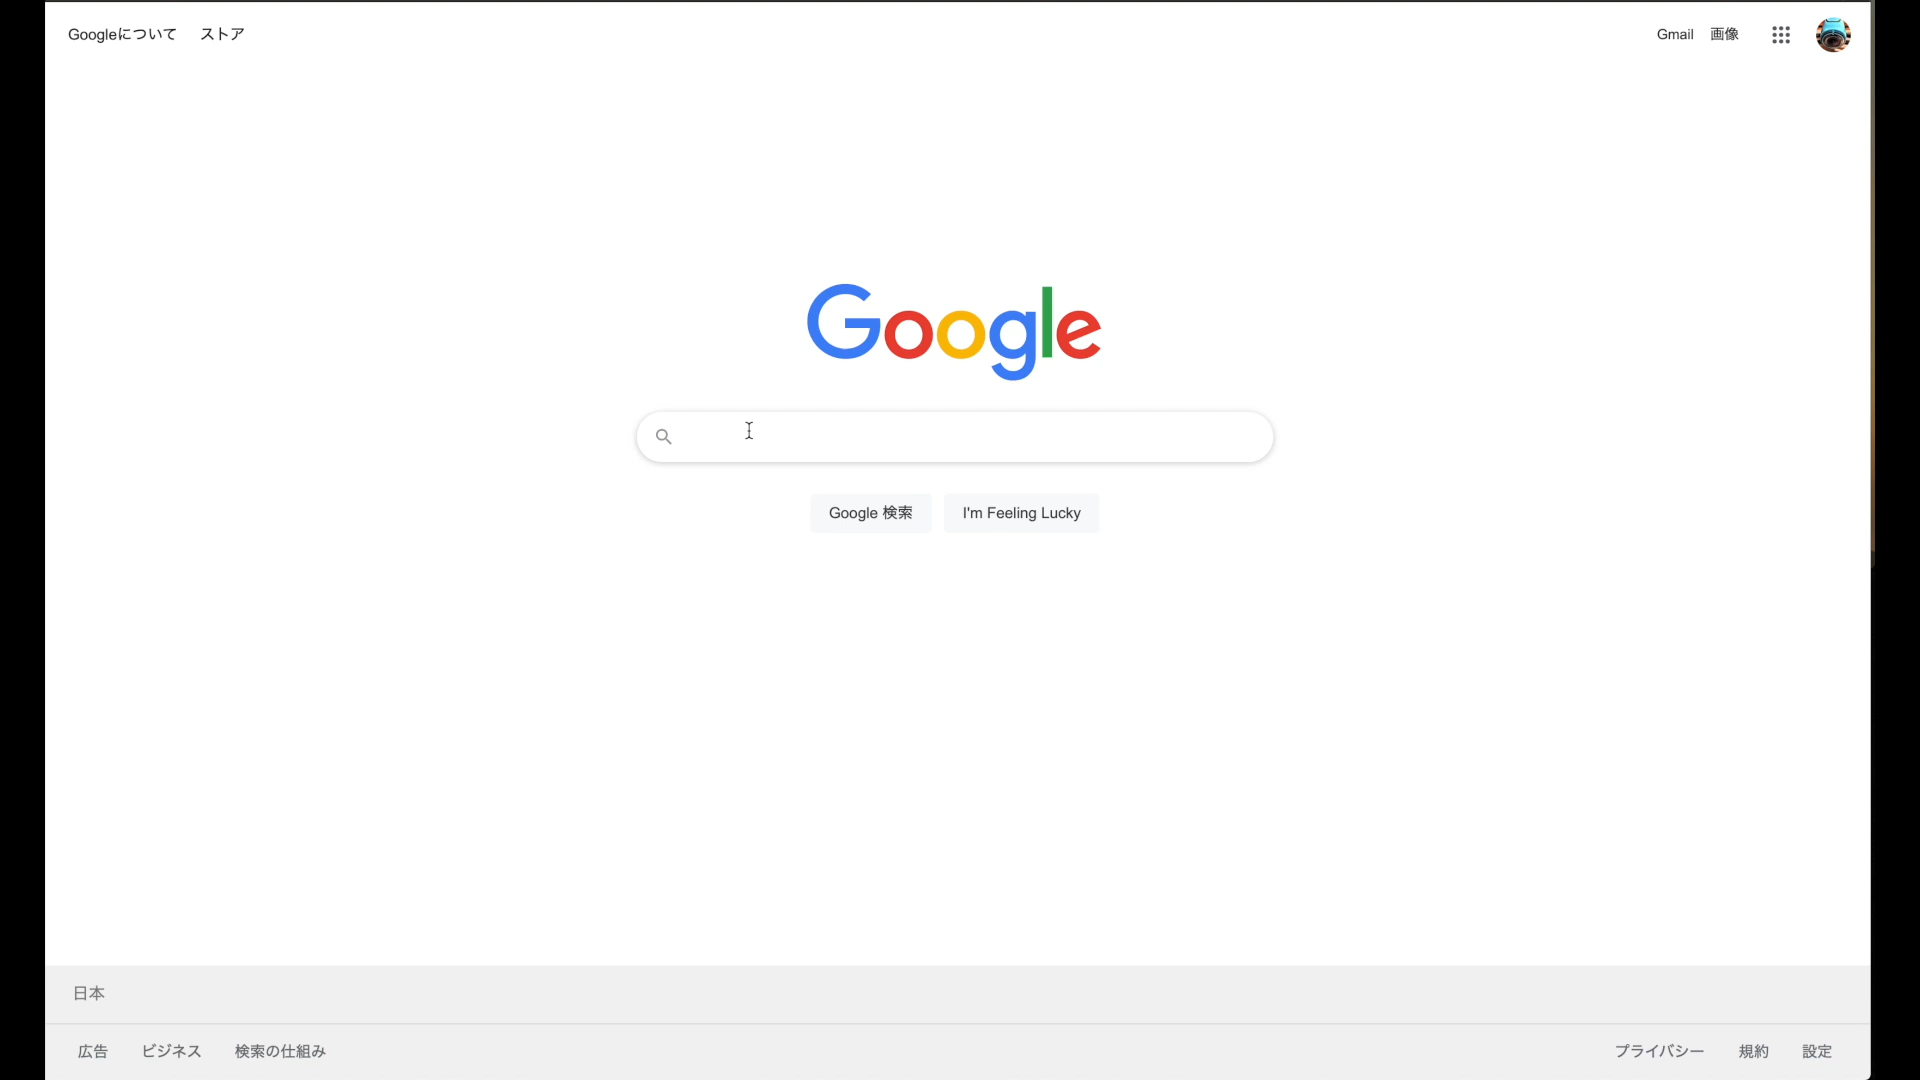 Googleについて ストア Gmail 画像
Google
Google 検索 I'm Feeling Lucky
日本
広告 ビジネス 検索の仕組み プライバシー 規約 設定